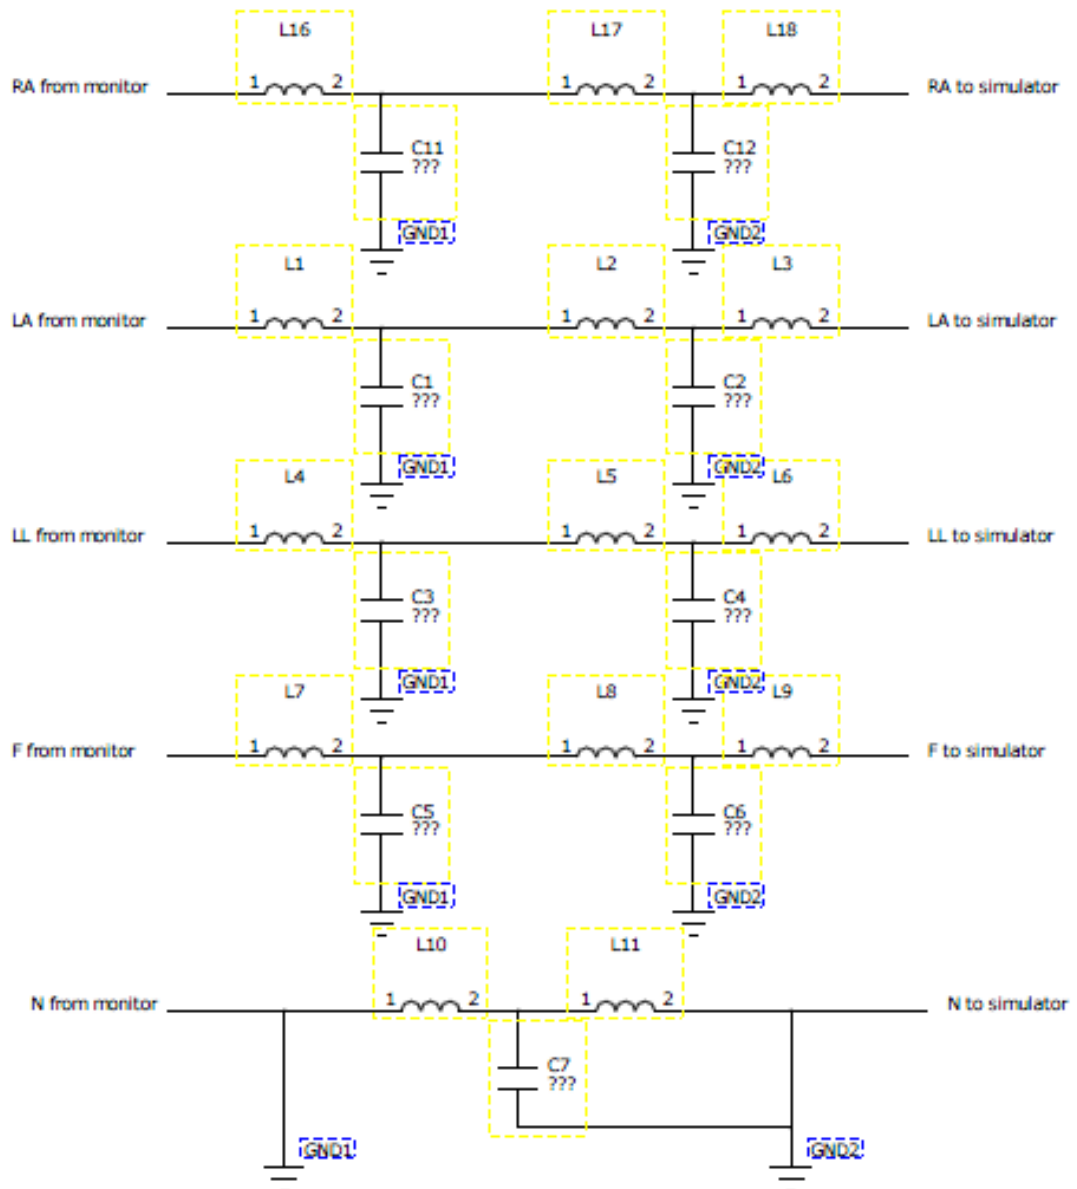 L16 L17 L18
RA from monitor 1 2 1 2 1 2 RA to simulator
C11 C12
??? ???
GND1 GND2
L1 L2 L3
LA from monitor 1 2 1 2 1 2 LA to simulator
C1 C2
??? ???
GND1 GND2
L4 L5 L6
LL from monitor 1 2 1 2 1 2 LL to simulator
C3 C4
??? ???
GND1 GND2
L7 L8 L9
F from monitor 1 2 1 2 1 2 F to simulator
C5 C6
??? ???
GND1 GND2
L10 L11
N from monitor 1 2 1 2 N to simulator
C7
???
GND1 GND2